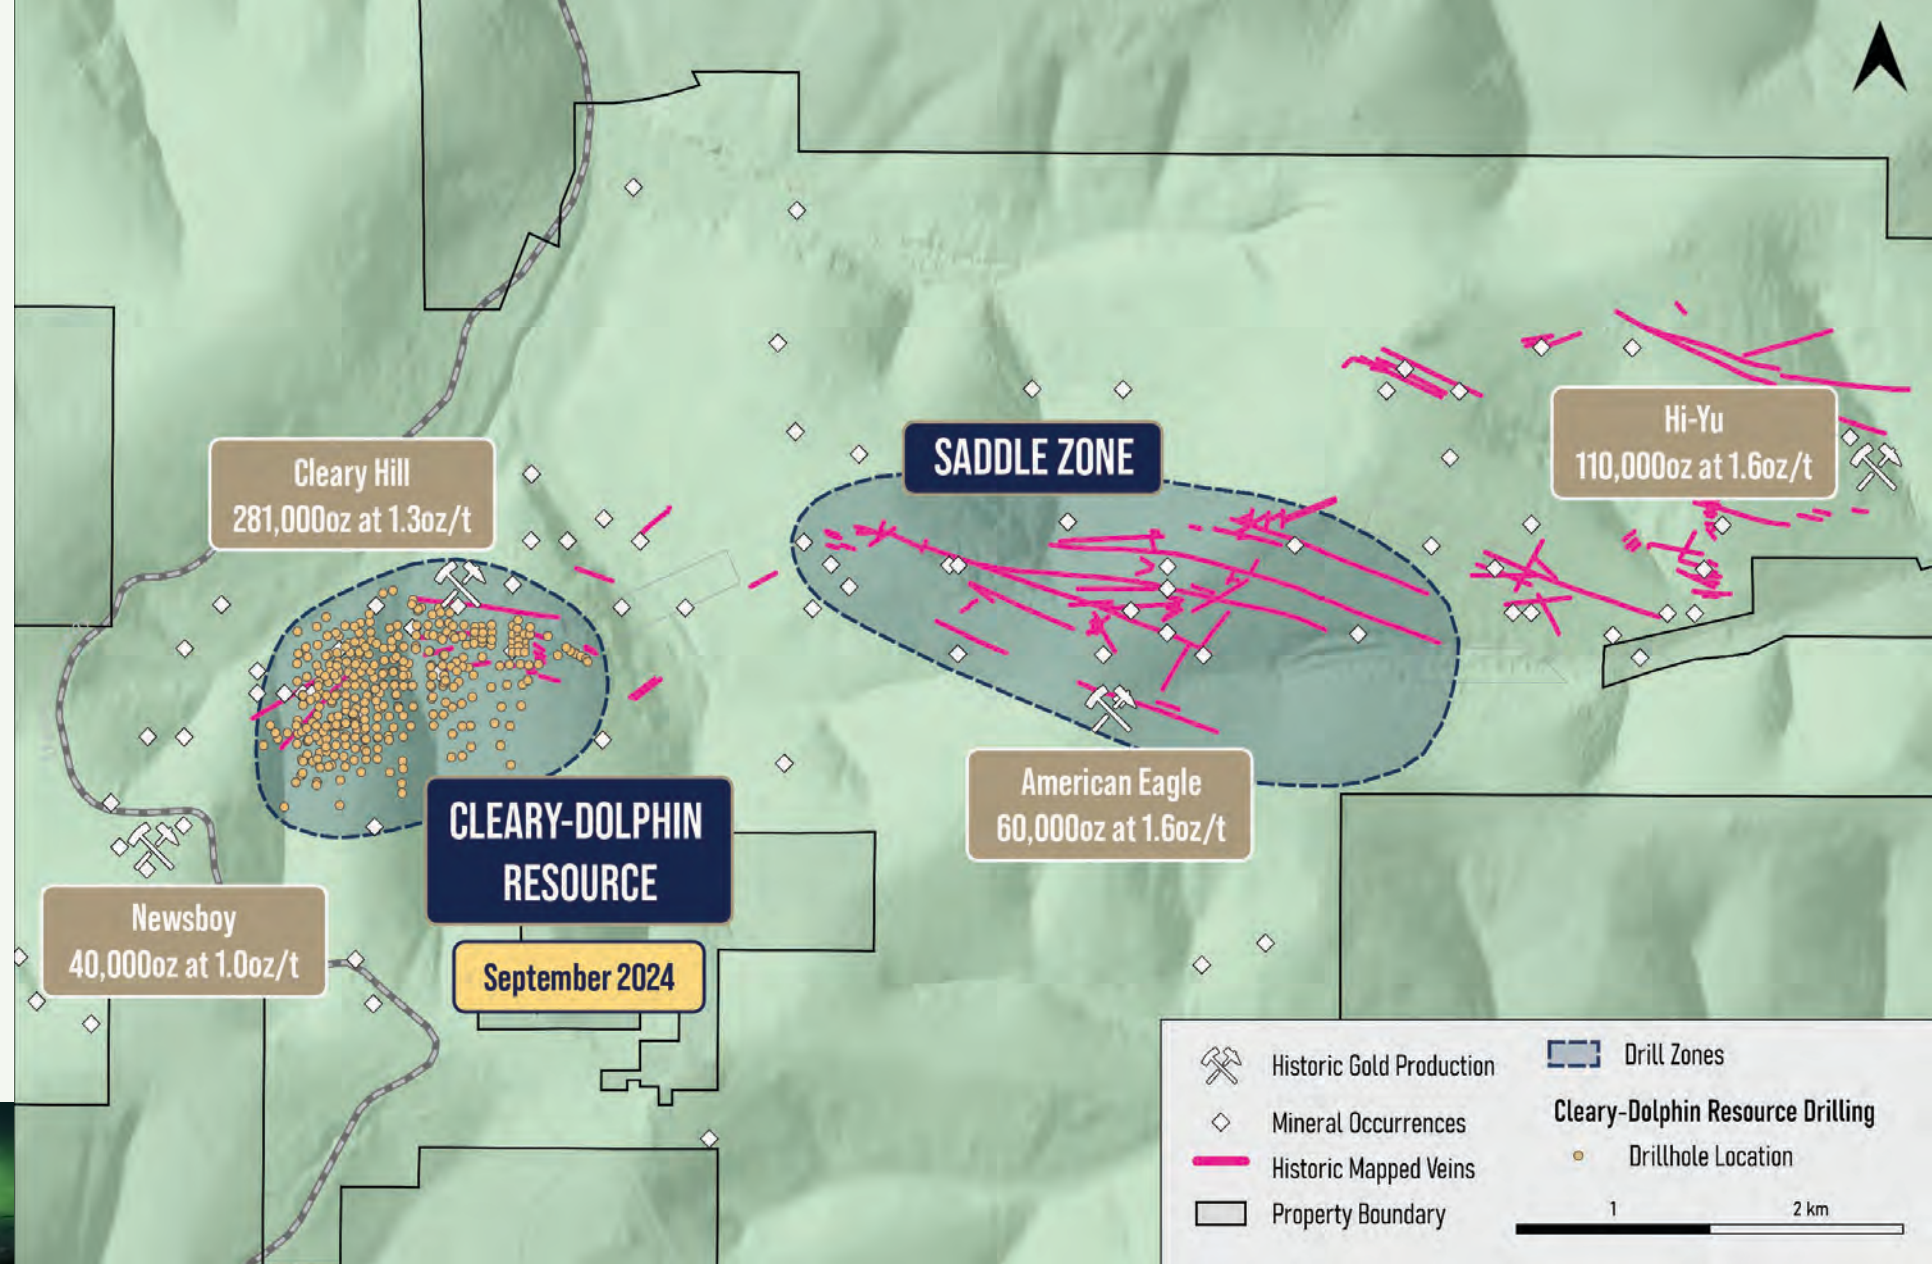 SADDLE ZONE
Hi-Yu
110,000oz at 1.6oz/t
Cleary Hill
281,000oz at 1.3oz/t
American Eagle
60,000oz at 1.6oz/t
CLEARY-DOLPHIN
RESOURCE
September 2024
Newsboy
40,000oz at 1.0oz/t
Historic Gold Production
Mineral Occurrences
Historic Mapped Veins
Property Boundary
Drill Zones
Cleary-Dolphin Resource Drilling
Drillhole Location
1 2 km